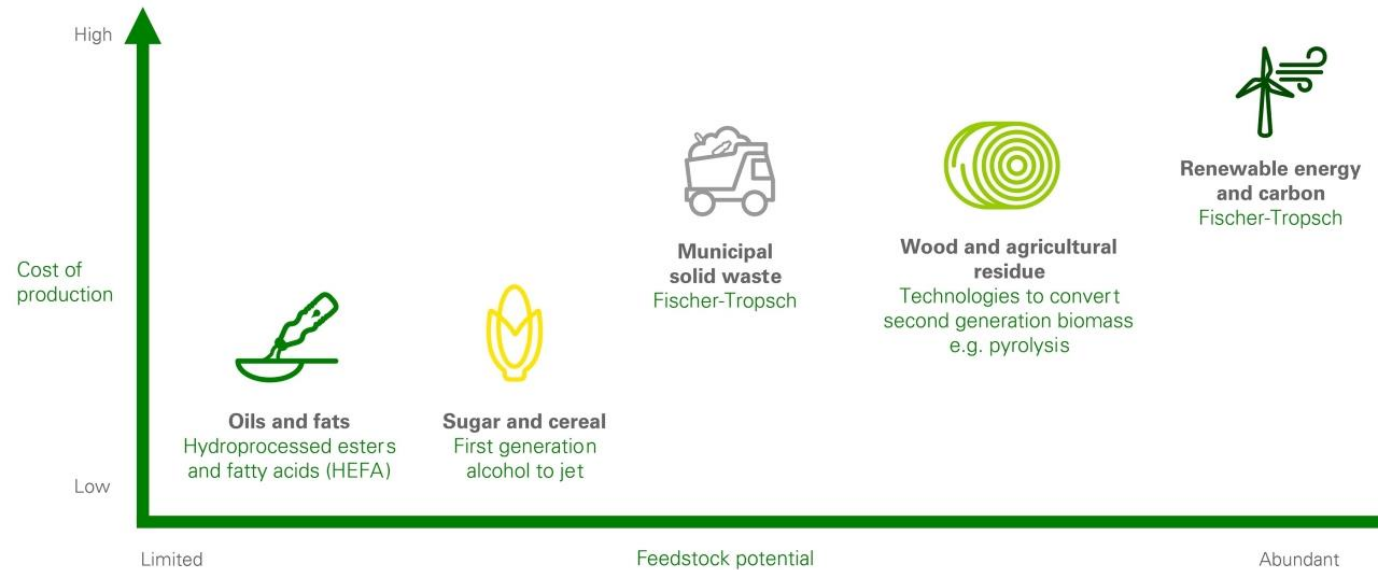 High
Renewable energy
and carbon
Fischer-Tropsch
Municipal
solid waste
Fischer-Tropsch
Wood and agricultural
residue
Technologies to convert
second generation biomass
e.g. pyrolysis
Cost of
production
Oils and fats
Hydroprocessed esters
and fatty acids (HEFA)
Sugar and cereal
First generation
alcohol to jet
Low
Limited
Feedstock potential
Abundant